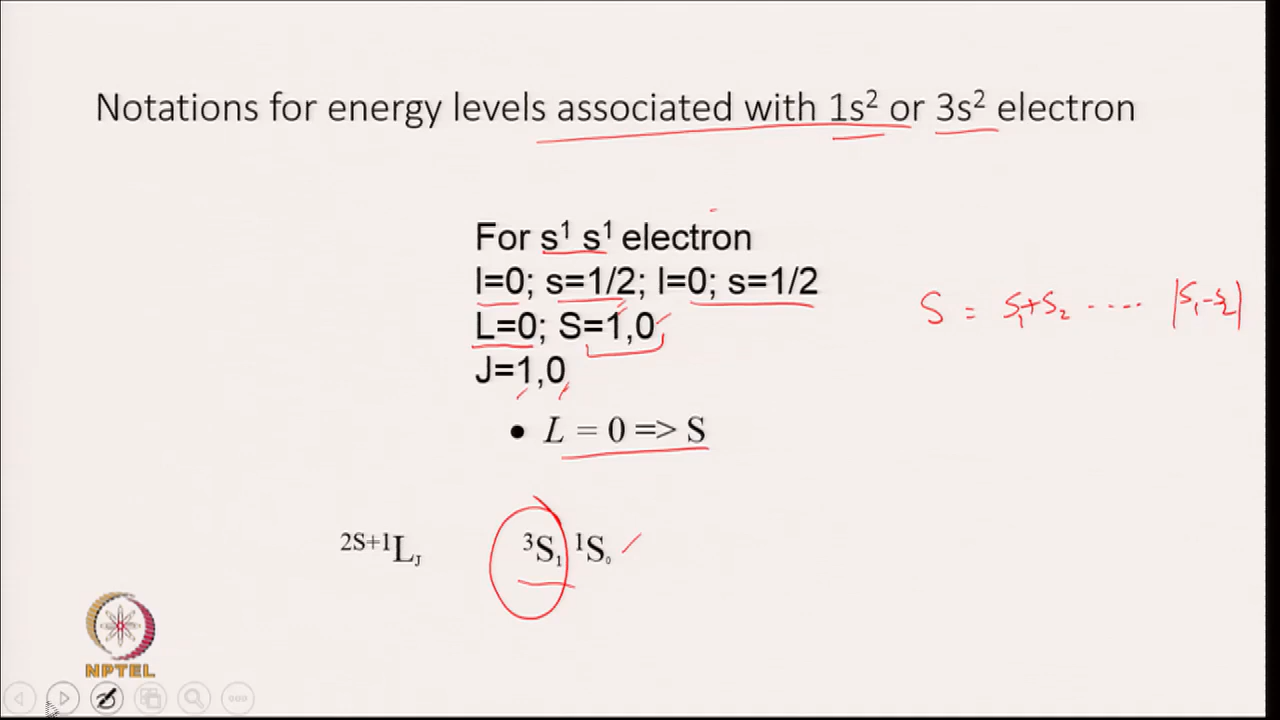 Notations for energy levels associated with 1s² or 3s² electron
For s¹ s¹ electron
l=0; s=1/2; l=0; s=1/2
L=0; S=1,0
J=1,0
S = S₁+S₂ ..... |S₁-S₂|
• L = 0 => S
²ˢ⁺¹L_J ³S₁ ¹S₀
NPTEL